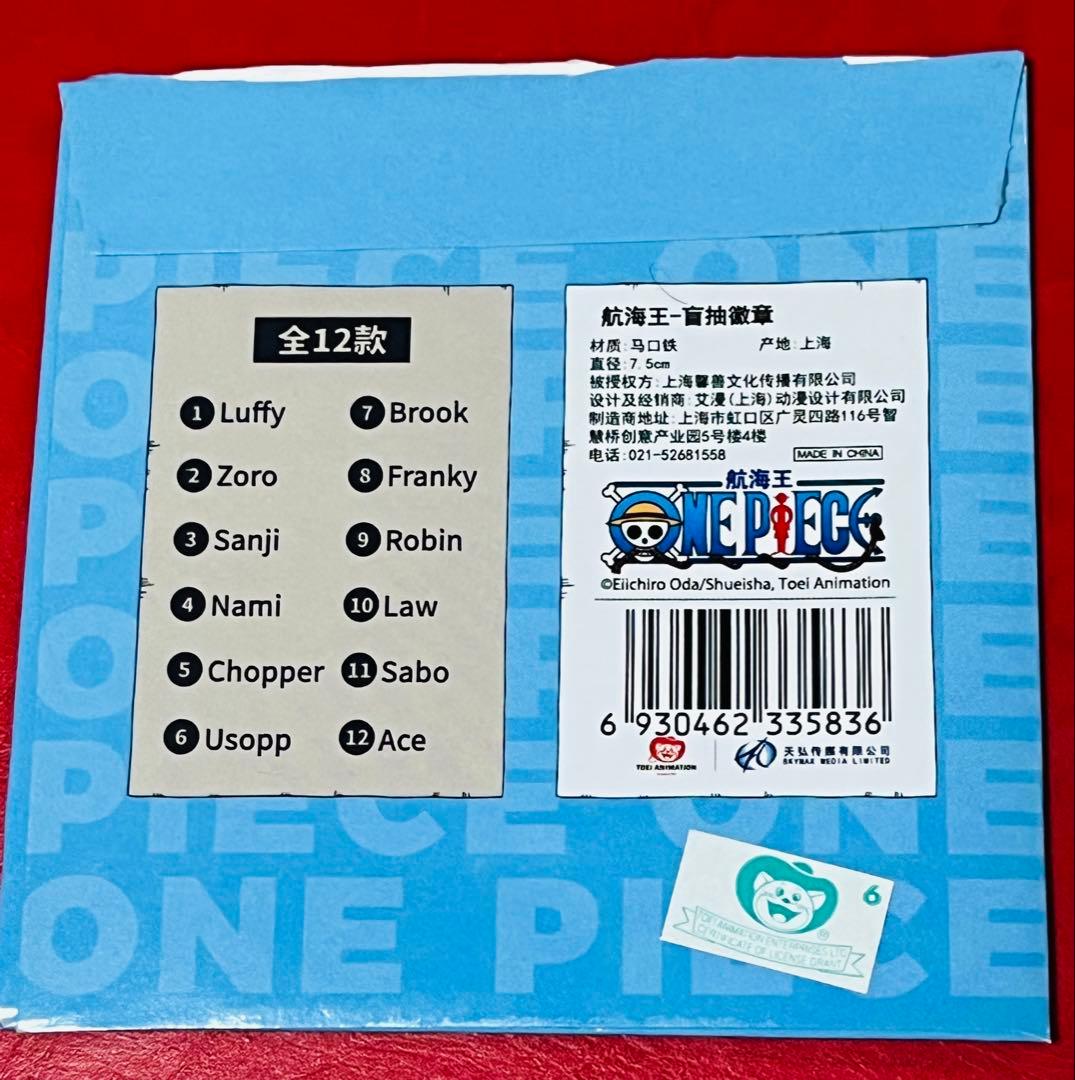 PIECE ONE
全12款
1 Luffy
2 Zoro
3 Sanji
4 Nami
5 Chopper
6 Usopp
7 Brook
8 Franky
9 Robin
10 Law
11 Sabo
12 Ace
航海王-盲抽徽章
材质:马口铁 产地:上海
直径:7.5cm
被授权方:上海馨善文化传播有限公司
设计及经销商:艾漫(上海)动漫设计有限公司
制造商地址:上海市虹口区广灵四路116号智
慧桥创意产业园5号楼4楼
电话:021-52681558 MADE IN CHINA
航海王
ONE PIECE
©Eiichiro Oda/Shueisha, Toei Animation
6 930462 335836
TOEI ANIMATION
天弘传媒有限公司
SKYMAX MEDIA LIMITED
PIECE ONE
ONE PIECE
6
®
TOEI ANIMATION ENTERPRISES LTD
CERTIFICATE OF LICENSE GRANT